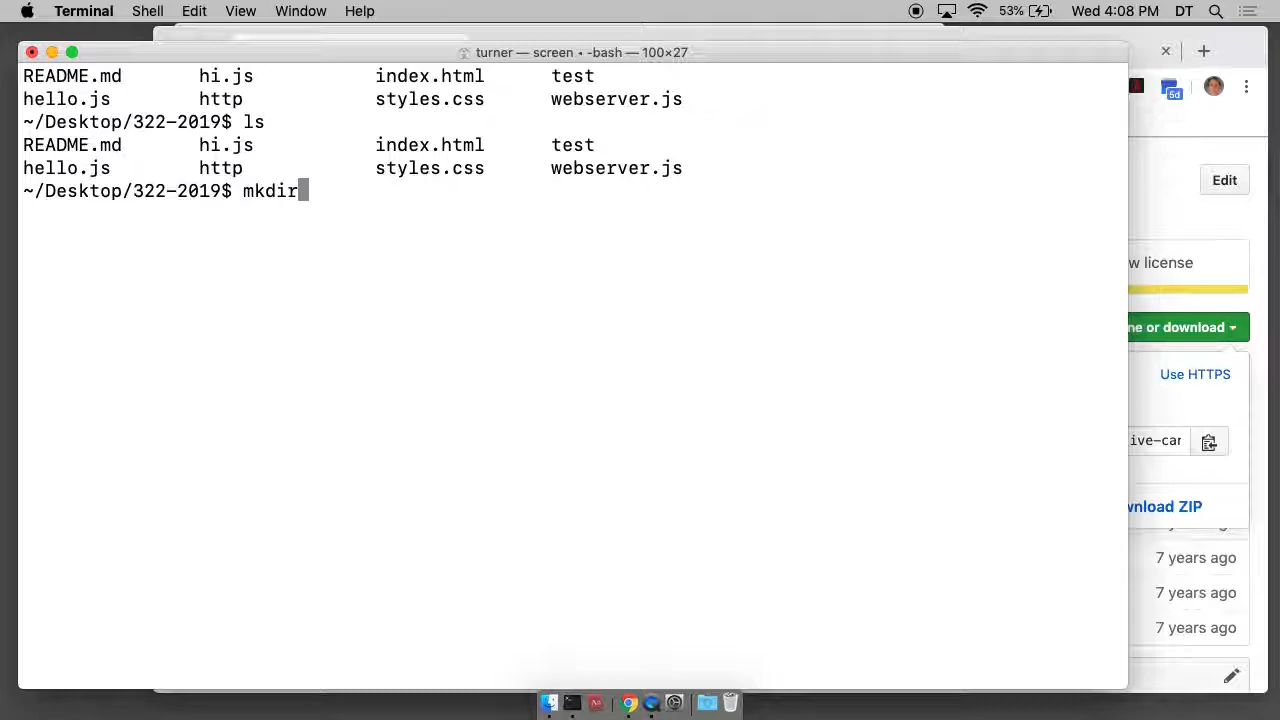 Terminal Shell Edit View Window Help 53% Wed 4:08 PM DT
turner — screen • -bash — 100×27
README.md hi.js index.html test
hello.js http styles.css webserver.js
~/Desktop/322-2019$ ls
README.md hi.js index.html test
hello.js http styles.css webserver.js
~/Desktop/322-2019$ mkdir
5d
Edit
w license
ne or download
Use HTTPS
ive-car
wnload ZIP
7 years ago
7 years ago
7 years ago